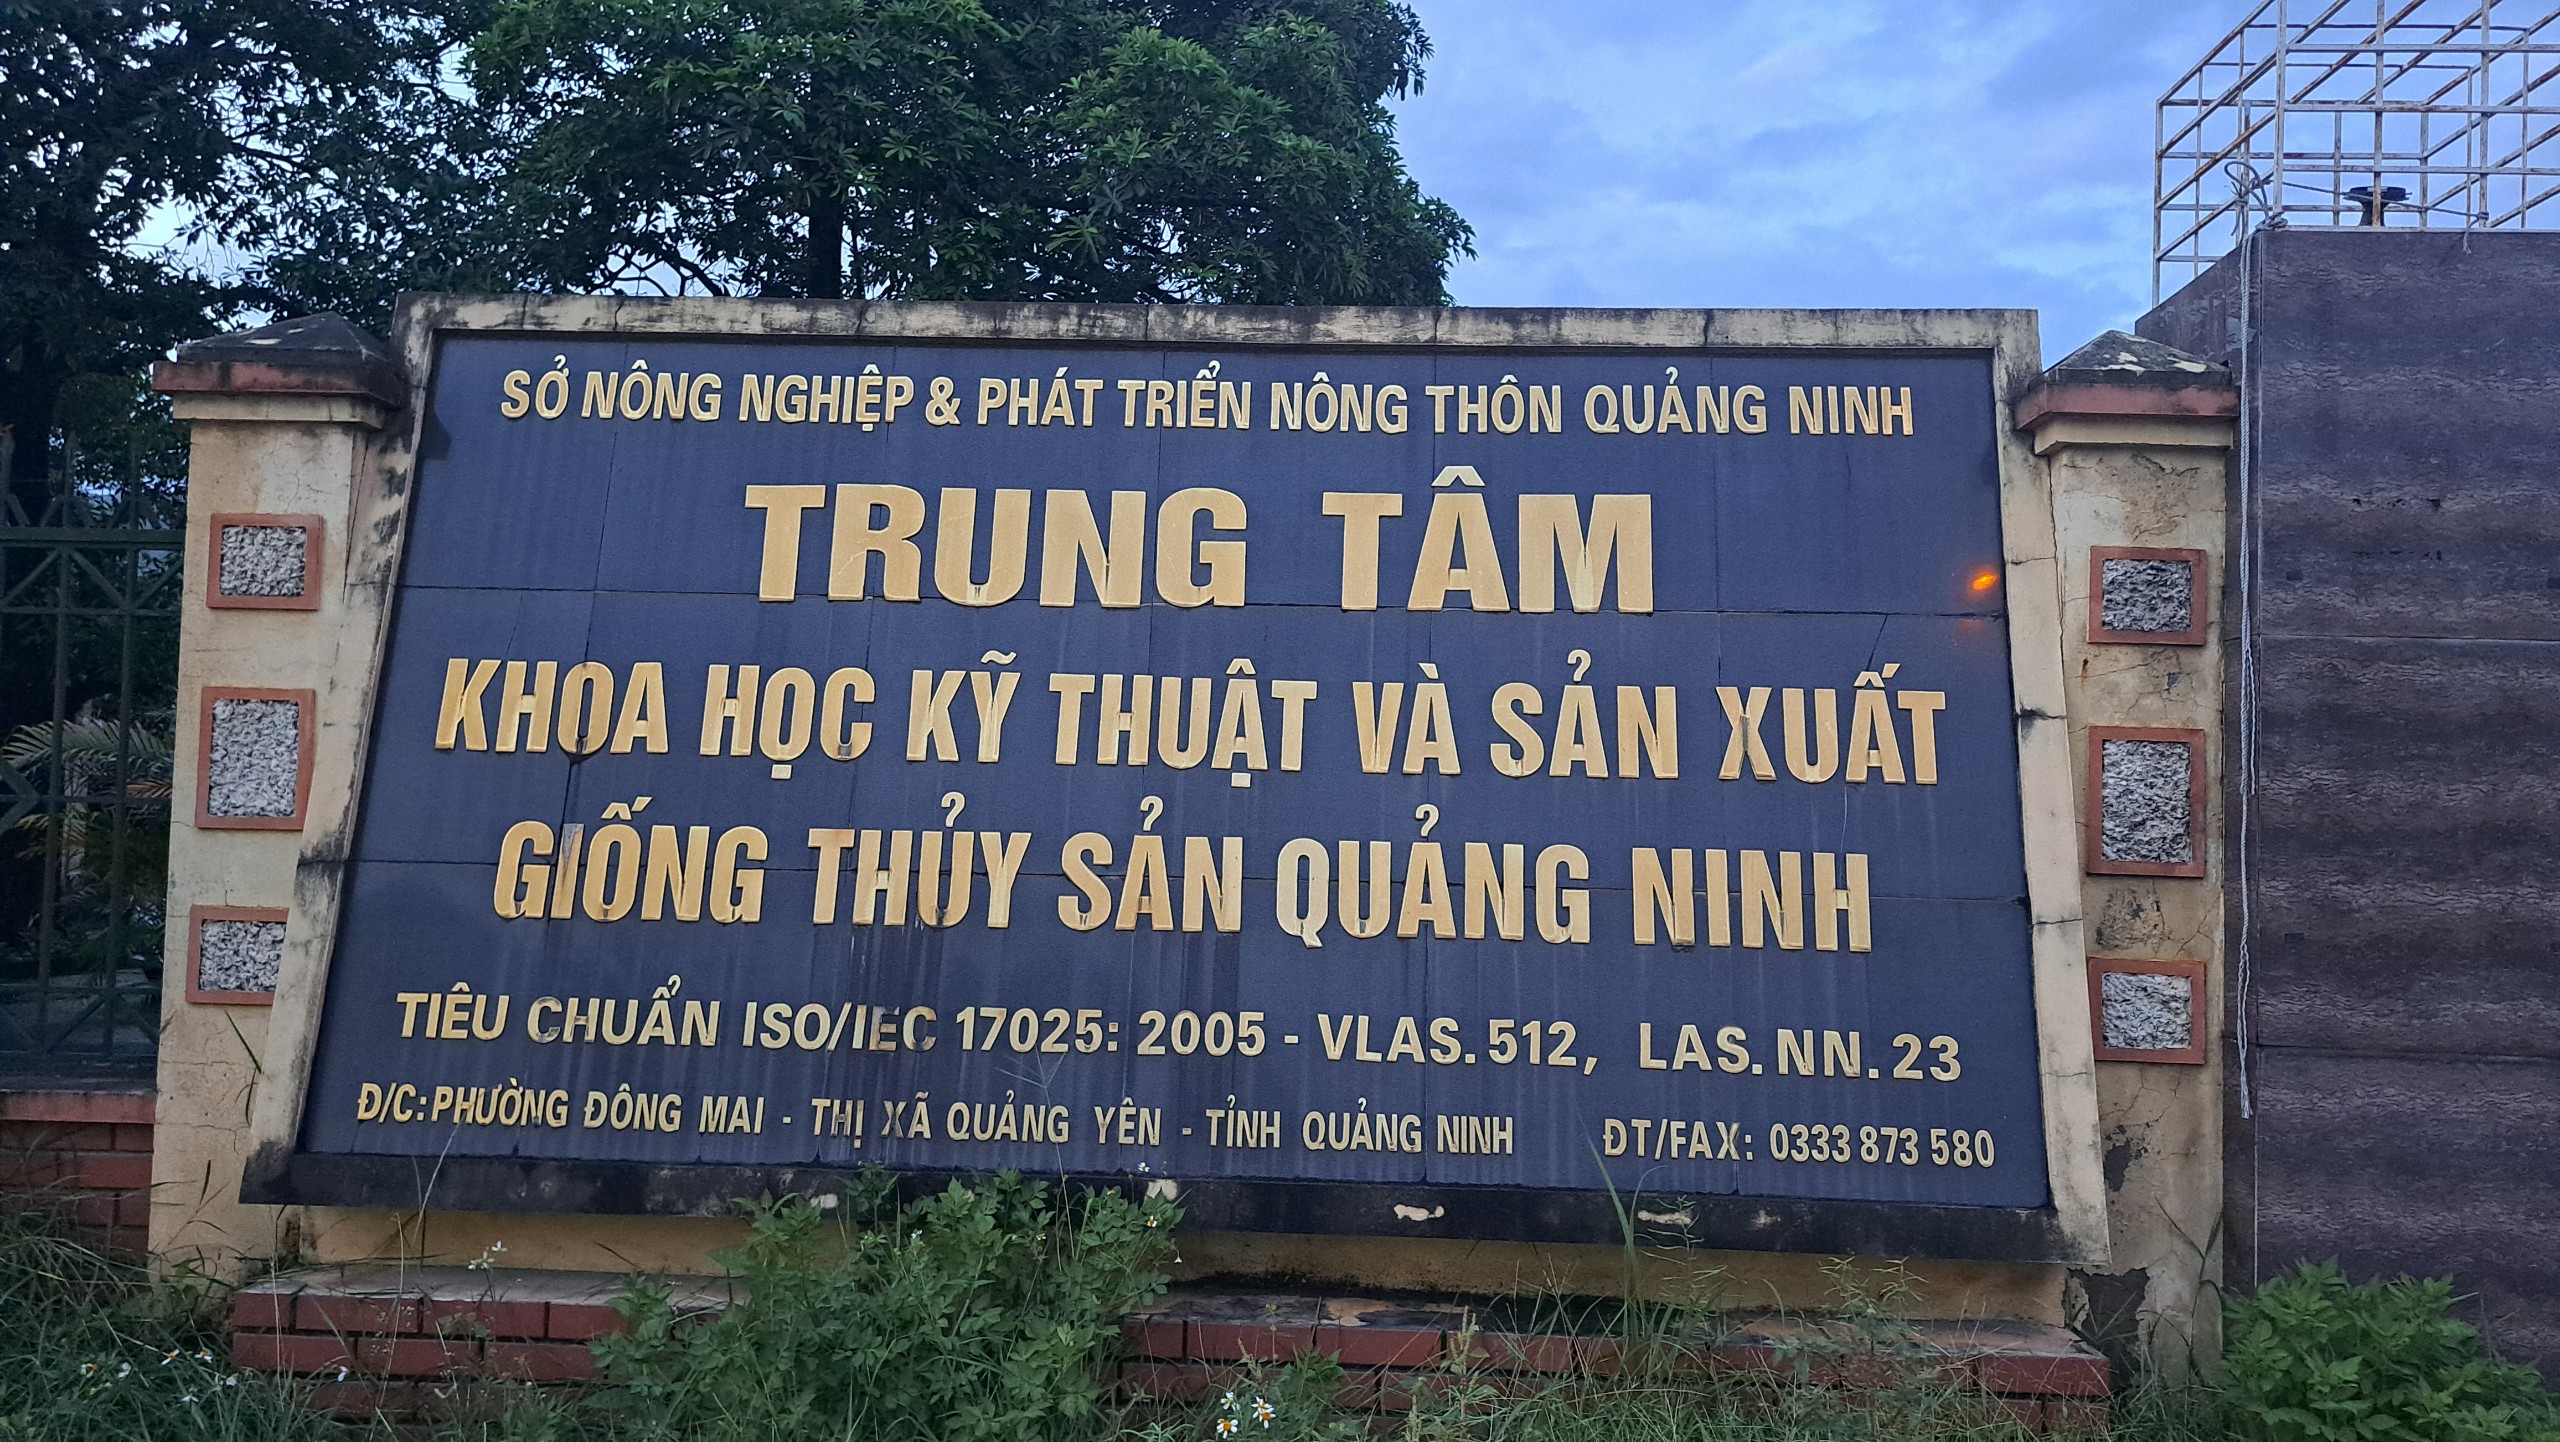 SỞ NÔNG NGHIỆP & PHÁT TRIỂN NÔNG THÔN QUẢNG NINH
TRUNG TÂM
KHOA HỌC KỸ THUẬT VÀ SẢN XUẤT
GIỐNG THỦY SẢN QUẢNG NINH
TIÊU CHUẨN ISO/IEC 17025: 2005 - VLAS. 512, LAS. NN. 23
Đ/C: PHƯỜNG ĐÔNG MAI - THỊ XÃ QUẢNG YÊN - TỈNH QUẢNG NINH ĐT/FAX: 0333 873 580